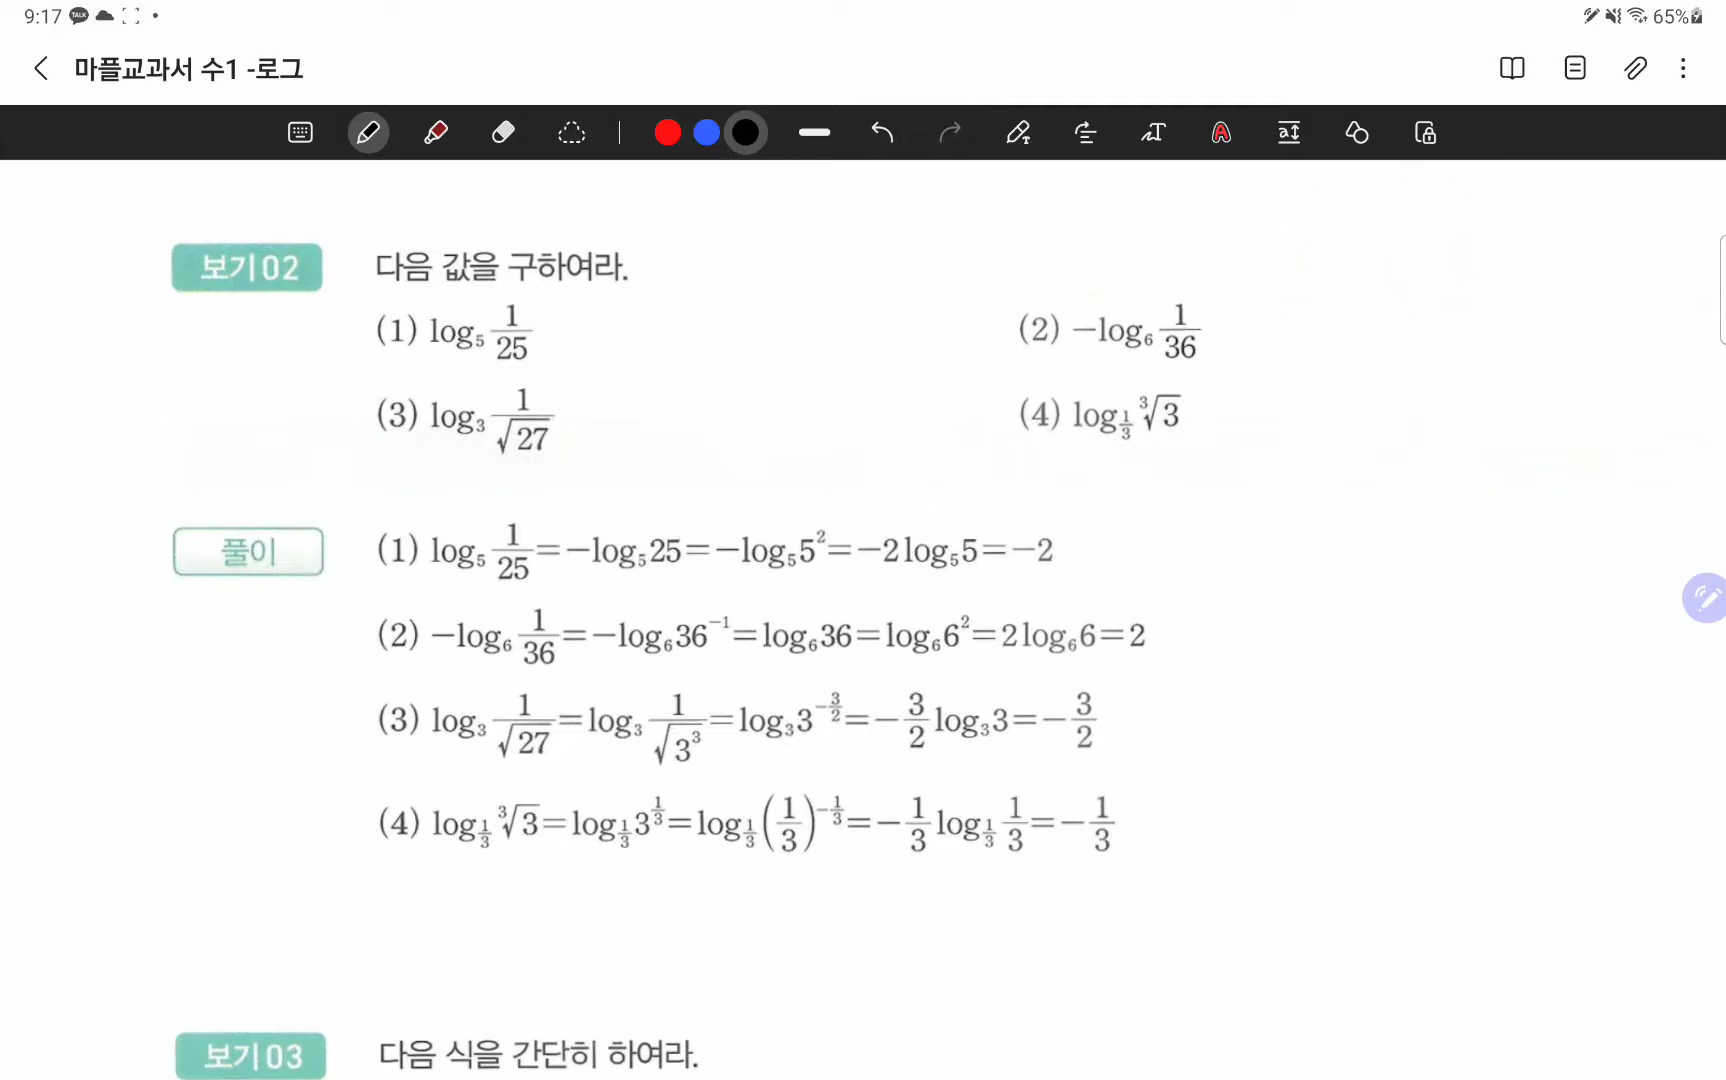 9:17 TALK 65%
마플교과서 수1 -로그
보기 02 다음 값을 구하여라.
(1) log₅ 1/25 (2) −log₆ 1/36
(3) log₃ 1/√27 (4) log_{1/3} ∛3
풀이 (1) log₅ 1/25 = −log₅25 = −log₅5² = −2log₅5 = −2
(2) −log₆ 1/36 = −log₆36⁻¹ = log₆36 = log₆6² = 2log₆6 = 2
(3) log₃ 1/√27 = log₃ 1/√3³ = log₃3^{−3/2} = −3/2 log₃3 = −3/2
(4) log_{1/3} ∛3 = log_{1/3} 3^{1/3} = log_{1/3} (1/3)^{−1/3} = −1/3 log_{1/3} 1/3 = −1/3
보기 03 다음 식을 간단히 하여라.